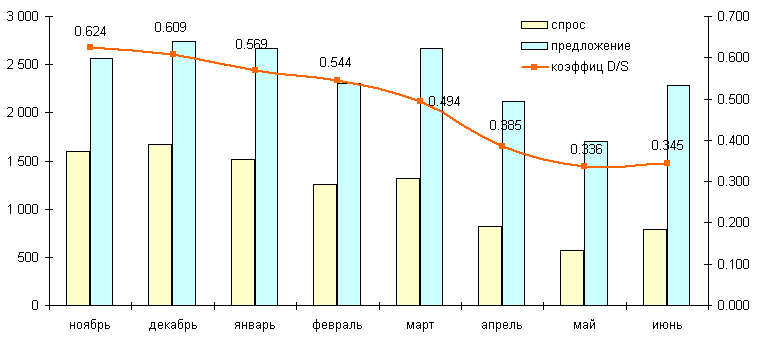 3 000
2 500
2 000
1 500
1 000
500
0
0.700
0.600
0.500
0.400
0.300
0.200
0.100
0.000
спрос
предложение
коэффиц D/S
0.624
0.609
0.569
0.544
0.494
0.385
0.336
0.345
ноябрь
декабрь
январь
февраль
март
апрель
май
июнь